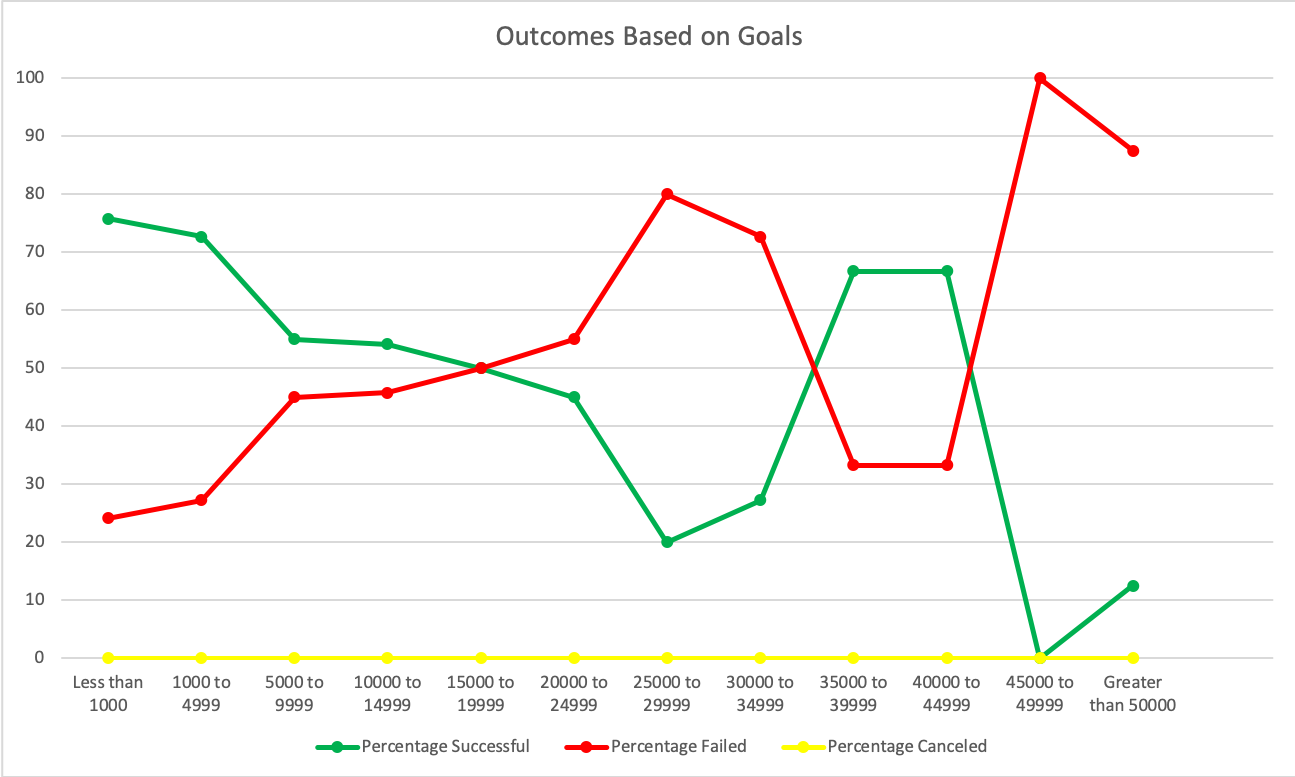 Outcomes Based on Goals
100
90
80
70
60
50
40
30
20
10
0
Less than 1000 to 5000 to 10000 to 15000 to 20000 to 25000 to 30000 to 35000 to 40000 to 45000 to Greater
1000 4999 9999 14999 19999 24999 29999 34999 39999 44999 49999 than 50000
Percentage Successful Percentage Failed Percentage Canceled